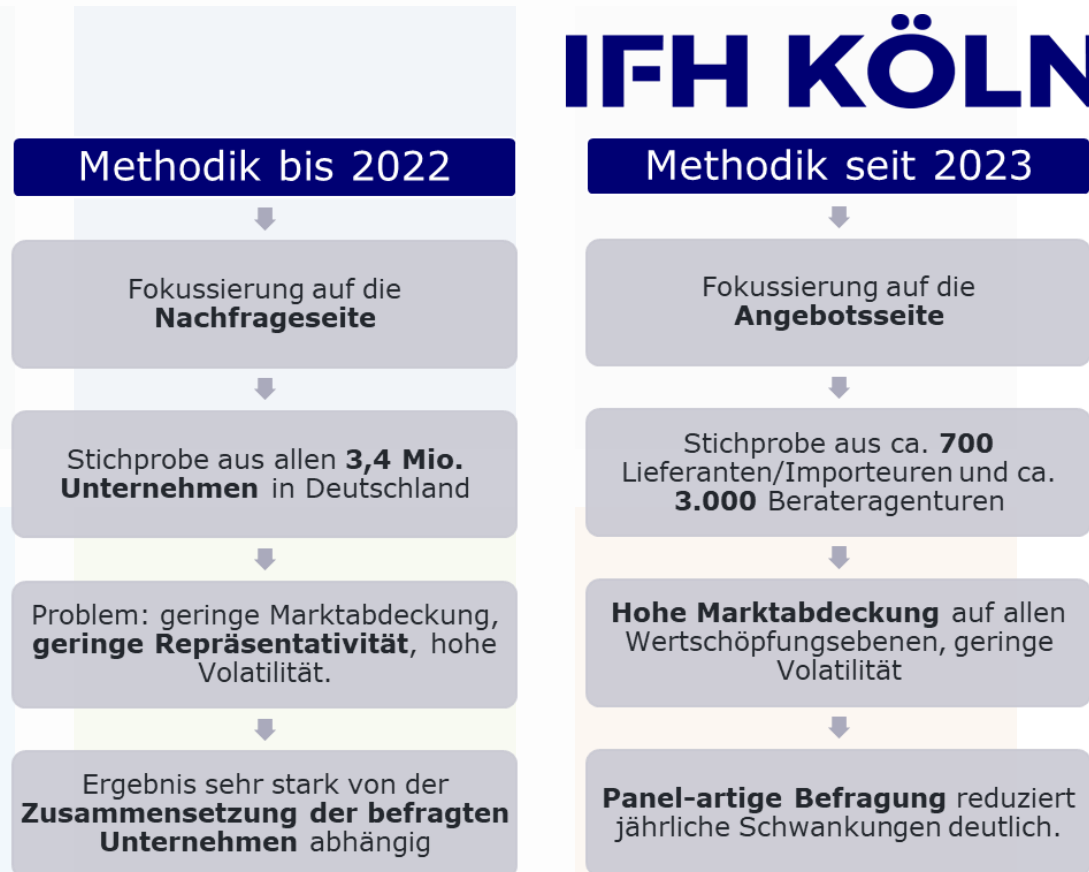 IFH KÖLN
Methodik bis 2022
Fokussierung auf die
Nachfrageseite
Stichprobe aus allen 3,4 Mio.
Unternehmen in Deutschland
Problem: geringe Marktabdeckung,
geringe Repräsentativität, hohe
Volatilität.
Ergebnis sehr stark von der
Zusammensetzung der befragten
Unternehmen abhängig
Methodik seit 2023
Fokussierung auf die
Angebotsseite
Stichprobe aus ca. 700
Lieferanten/Importeuren und ca.
3.000 Berateragenturen
Hohe Marktabdeckung auf allen
Wertschöpfungsebenen, geringe
Volatilität
Panel-artige Befragung reduziert
jährliche Schwankungen deutlich.